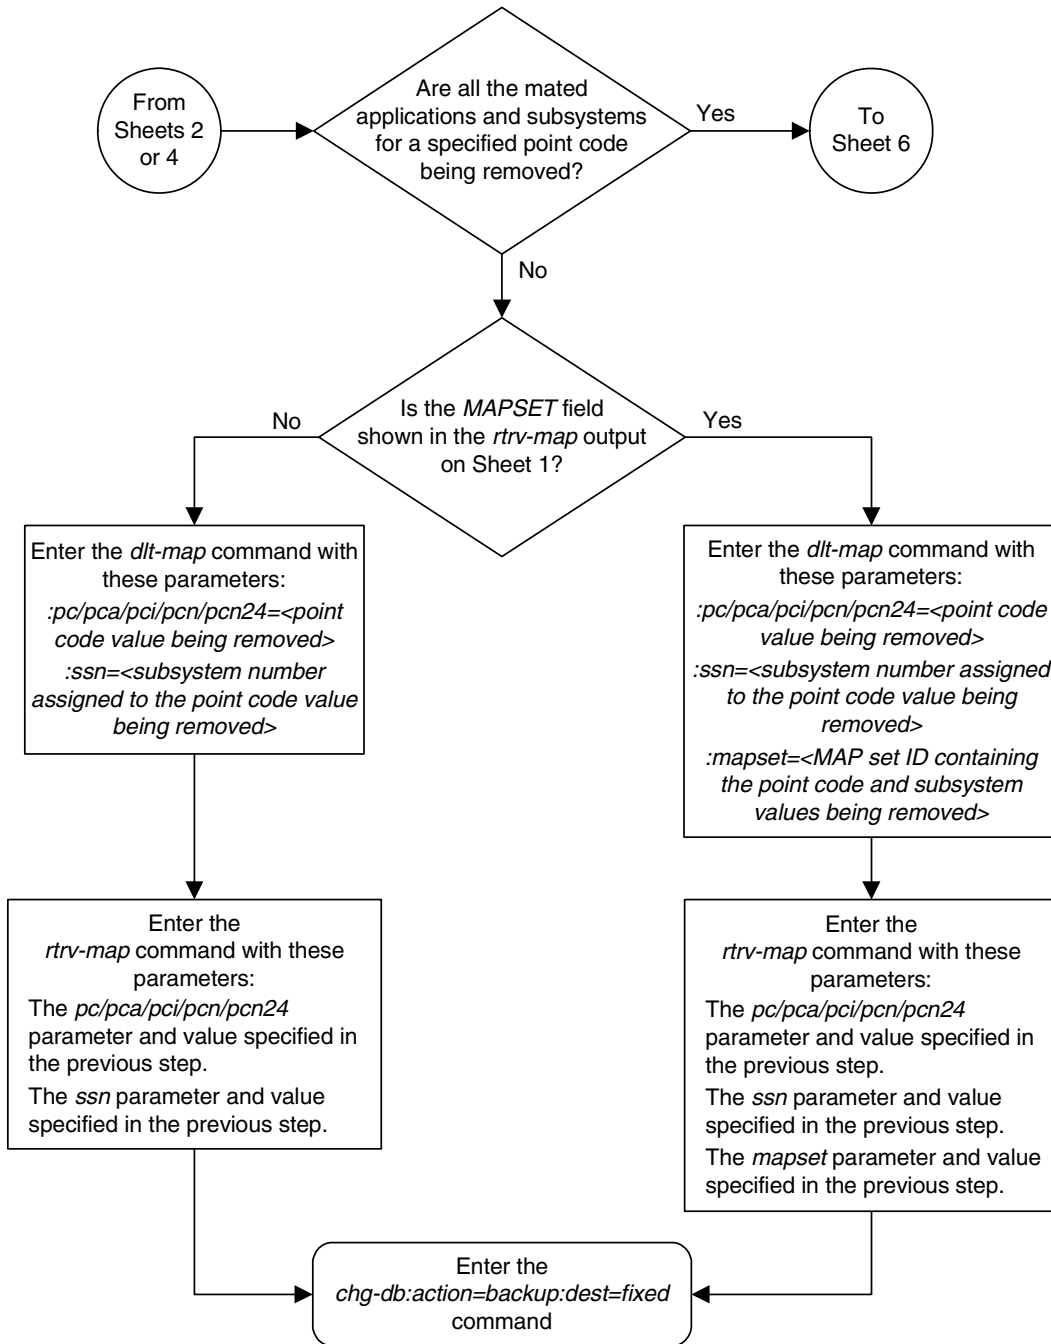 From
Sheets 2
or 4
Are all the mated
applications and subsystems
for a specified point code
being removed?
Yes
To
Sheet 6
No
Is the MAPSET field
shown in the rtrv-map output
on Sheet 1?
No
Yes
Enter the dlt-map command with
these parameters:
:pc/pca/pci/pcn/pcn24=<point
code value being removed>
:ssn=<subsystem number
assigned to the point code value
being removed>
Enter the dlt-map command with
these parameters:
:pc/pca/pci/pcn/pcn24=<point code
value being removed>
:ssn=<subsystem number assigned
to the point code value being
removed>
:mapset=<MAP set ID containing
the point code and subsystem
values being removed>
Enter the
rtrv-map command with these
parameters:
The pc/pca/pci/pcn/pcn24
parameter and value specified in
the previous step.
The ssn parameter and value
specified in the previous step.
Enter the
rtrv-map command with these
parameters:
The pc/pca/pci/pcn/pcn24
parameter and value specified in
the previous step.
The ssn parameter and value
specified in the previous step.
The mapset parameter and value
specified in the previous step.
Enter the
chg-db:action=backup:dest=fixed
command